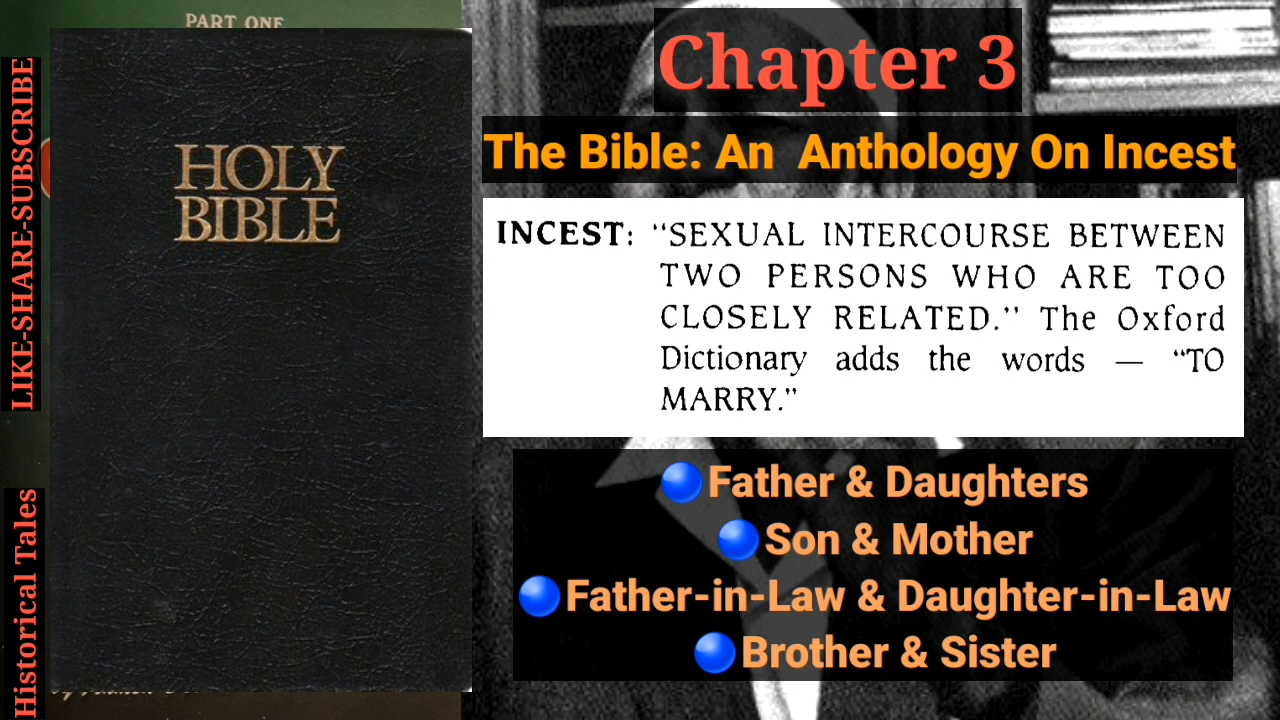 PART ONE
HOLY
BIBLE
LIKE-SHARE-SUBSCRIBE
Historical Tales
Chapter 3
The Bible: An Anthology On Incest
INCEST: “SEXUAL INTERCOURSE BETWEEN
TWO PERSONS WHO ARE TOO
CLOSELY RELATED.” The Oxford
Dictionary adds the words — “TO
MARRY.”
Father & Daughters
Son & Mother
Father-in-Law & Daughter-in-Law
Brother & Sister